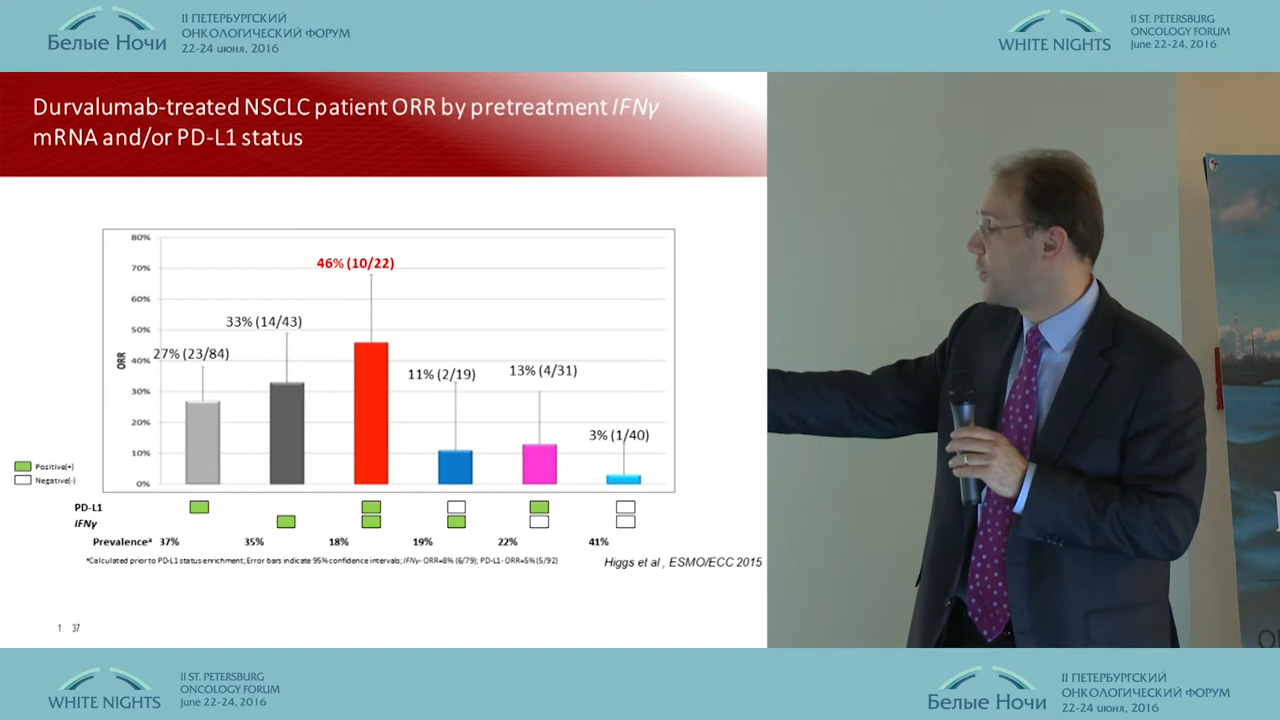 II ПЕТЕРБУРГСКИЙ
ОНКОЛОГИЧЕСКИЙ ФОРУМ
Белые Ночи
22-24 июня, 2016
II ST. PETERSBURG
ONCOLOGY FORUM
WHITE NIGHTS
June 22-24, 2016
Durvalumab-treated NSCLC patient ORR by pretreatment IFNγ
mRNA and/or PD-L1 status
80%
70%
60%
50%
40%
30%
20%
10%
0%
ORR
27% (23/84)
33% (14/43)
46% (10/22)
11% (2/19)
13% (4/31)
3% (1/40)
Positive(+)
Negative(-)
PD-L1
IFNγ
Prevalenceᵃ 37% 35% 18% 19% 22% 41%
ᵃCalculated prior to PD-L1 status enrichment; Error bars indicate 95% confidence intervals; IFNγ- ORR=8% (6/79); PD-L1- ORR=5% (5/92)
Higgs et al , ESMO/ECC 2015
1. 37
II ST. PETERSBURG
ONCOLOGY FORUM
WHITE NIGHTS
June 22-24, 2016
II ПЕТЕРБУРГСКИЙ
ОНКОЛОГИЧЕСКИЙ ФОРУМ
Белые Ночи
22-24 июня, 2016